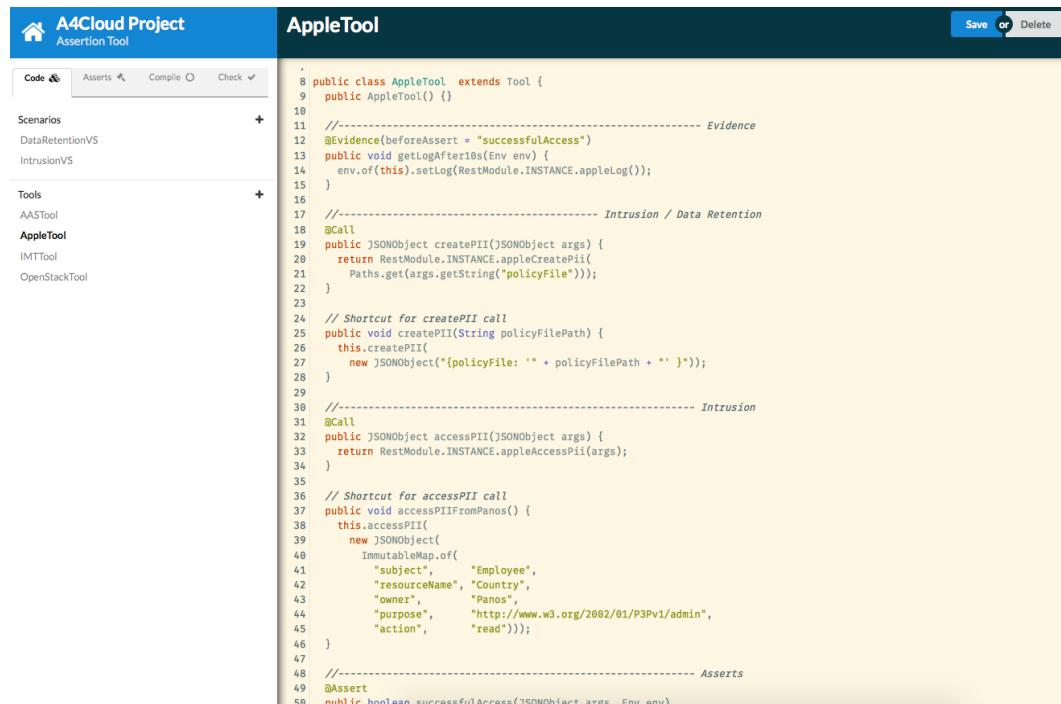 A4Cloud Project
Assertion Tool
AppleTool
Save or Delete
Code Asserts Compile Check
Scenarios +
DataRetentionVS
IntrusionVS
Tools +
AASTool
AppleTool
IMTTool
OpenStackTool
8 public class AppleTool  extends Tool {
9   public AppleTool() {}
10
11   //------------------------------------------------------------ Evidence
12   @Evidence(beforeAssert = "successfulAccess")
13   public void getLogAfter10s(Env env) {
14     env.of(this).setLog(RestModule.INSTANCE.appleLog());
15   }
16
17   //------------------------------------------- Intrusion / Data Retention
18   @Call
19   public JSONObject createPII(JSONObject args) {
20     return RestModule.INSTANCE.appleCreatePii(
21       Paths.get(args.getString("policyFile")));
22   }
23
24   // Shortcut for createPII call
25   public void createPII(String policyFilePath) {
26     this.createPII(
27       new JSONObject("{policyFile: '" + policyFilePath + "' }"));
28   }
29
30   //----------------------------------------------------------- Intrusion
31   @Call
32   public JSONObject accessPII(JSONObject args) {
33     return RestModule.INSTANCE.appleAccessPii(args);
34   }
35
36   // Shortcut for accessPII call
37   public void accessPIIFromPanos() {
38     this.accessPII(
39       new JSONObject(
40         ImmutableMap.of(
41           "subject",      "Employee",
42           "resourceName", "Country",
43           "owner",        "Panos",
44           "purpose",      "http://www.w3.org/2002/01/P3Pv1/admin",
45           "action",       "read")));
46   }
47
48   //----------------------------------------------------------- Asserts
49   @Assert
50   public boolean successfulAccess(JSONObject args, Env env)